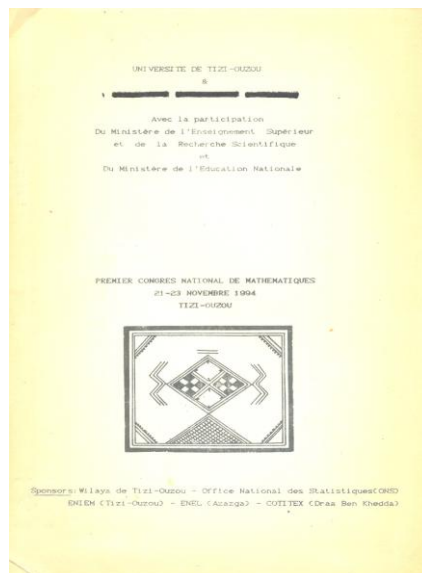 UNIVERSITE DE TIZI-OUZOU
&
Avec la participation
Du Ministére de l'Enseignement Supérieur
et de la Recherche Scientifique
et
Du Ministére de l'Education Nationale
PREMIER CONGRES NATIONAL DE MATHEMATIQUES
21-23 NOVEMBRE 1994
TIZI-OUZOU
Sponsors: Wilaya de Tizi-Ouzou - Office National des Statistiques(ONS)
ENIEM (Tizi-Ouzou) - ENEL (Azazga) - COTITEX (Draa Ben Khedda)